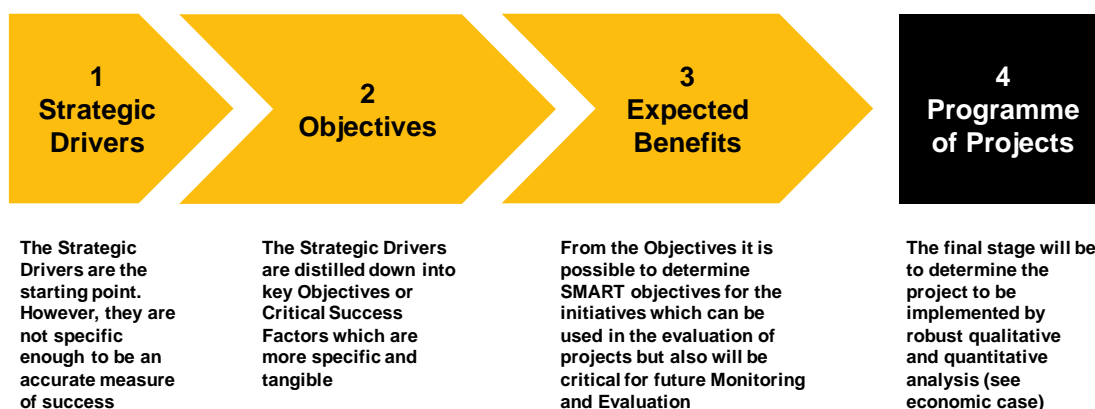 1
Strategic
Drivers
2
Objectives
3
Expected
Benefits
4
Programme
of Projects
The Strategic
Drivers are the
starting point.
However, they are
not specific
enough to be an
accurate measure
of success
The Strategic Drivers
are distilled down into
key Objectives or
Critical Success
Factors which are
more specific and
tangible
From the Objectives it is
possible to determine
SMART objectives for the
initiatives which can be
used in the evaluation of
projects but also will be
critical for future Monitoring
and Evaluation
The final stage will be
to determine the
project to be
implemented by
robust qualitative
and quantitative
analysis (see
economic case)